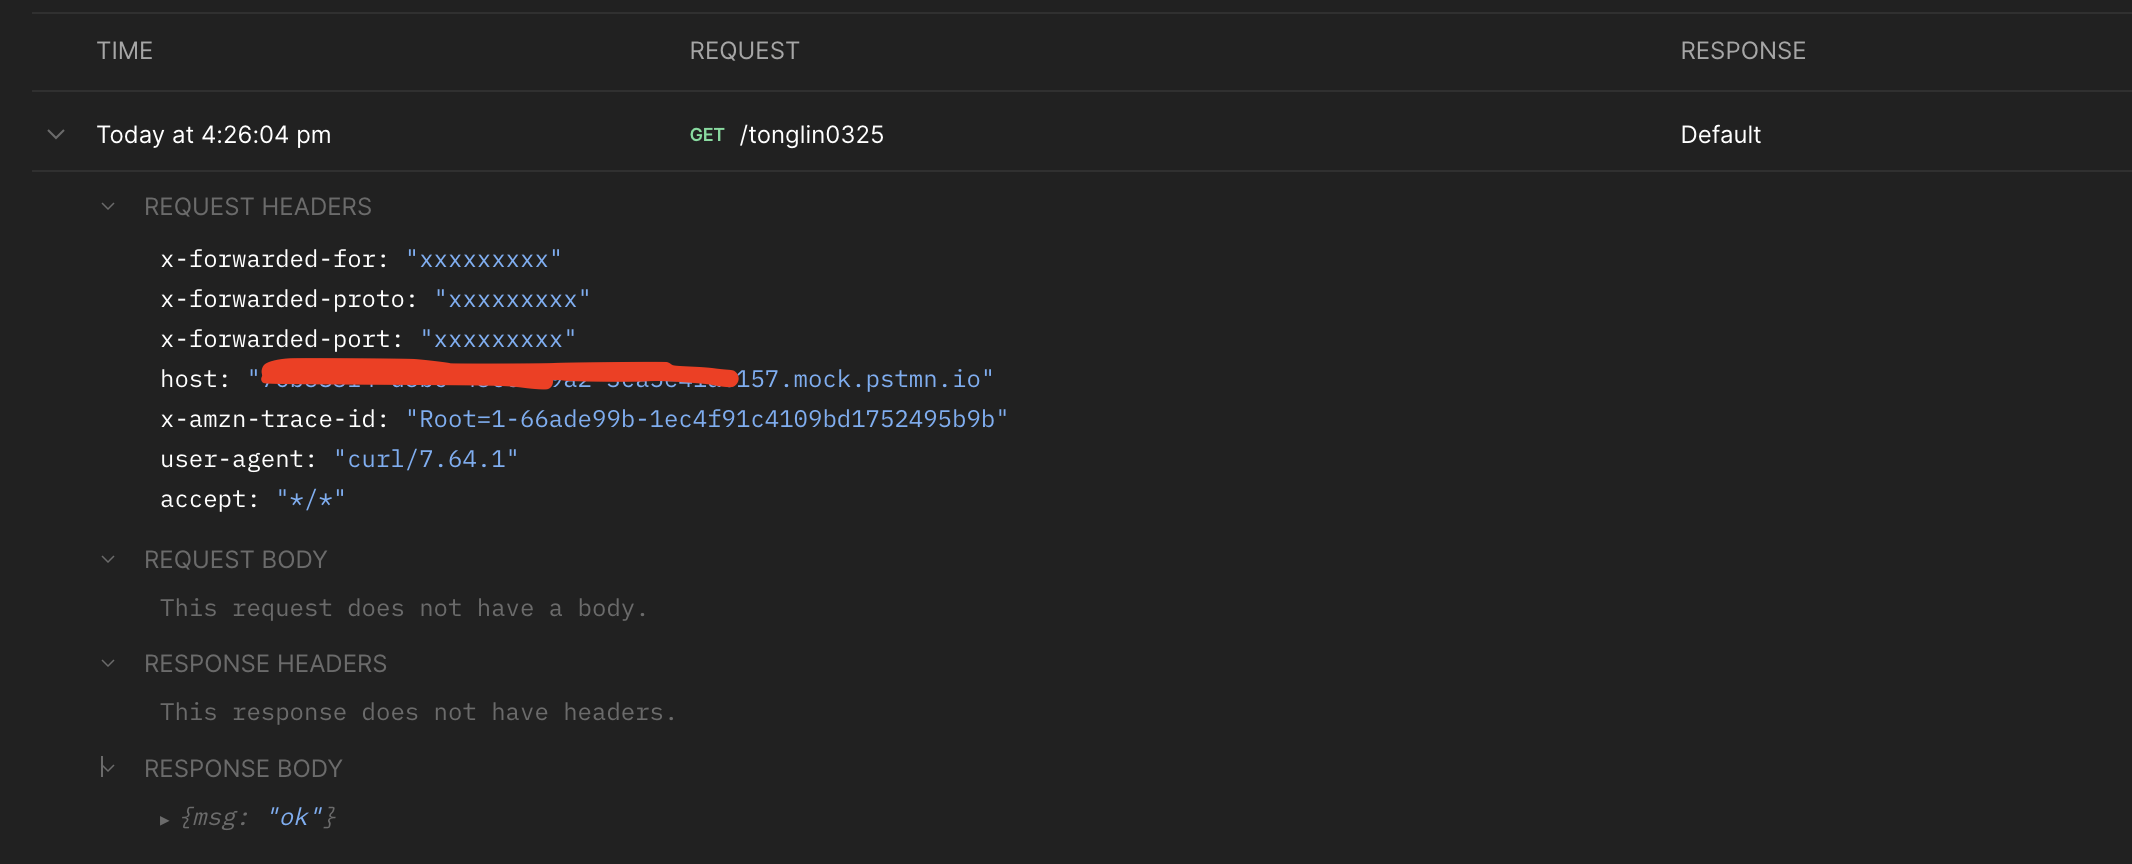 TIME REQUEST RESPONSE
Today at 4:26:04 pm GET /tonglin0325 Default
REQUEST HEADERS
x-forwarded-for: "xxxxxxxxx"
x-forwarded-proto: "xxxxxxxxx"
x-forwarded-port: "xxxxxxxxx"
host: " 157.mock.pstmn.io"
x-amzn-trace-id: "Root=1-66ade99b-1ec4f91c4109bd1752495b9b"
user-agent: "curl/7.64.1"
accept: "*/*"
REQUEST BODY
This request does not have a body.
RESPONSE HEADERS
This response does not have headers.
RESPONSE BODY
{msg: "ok"}